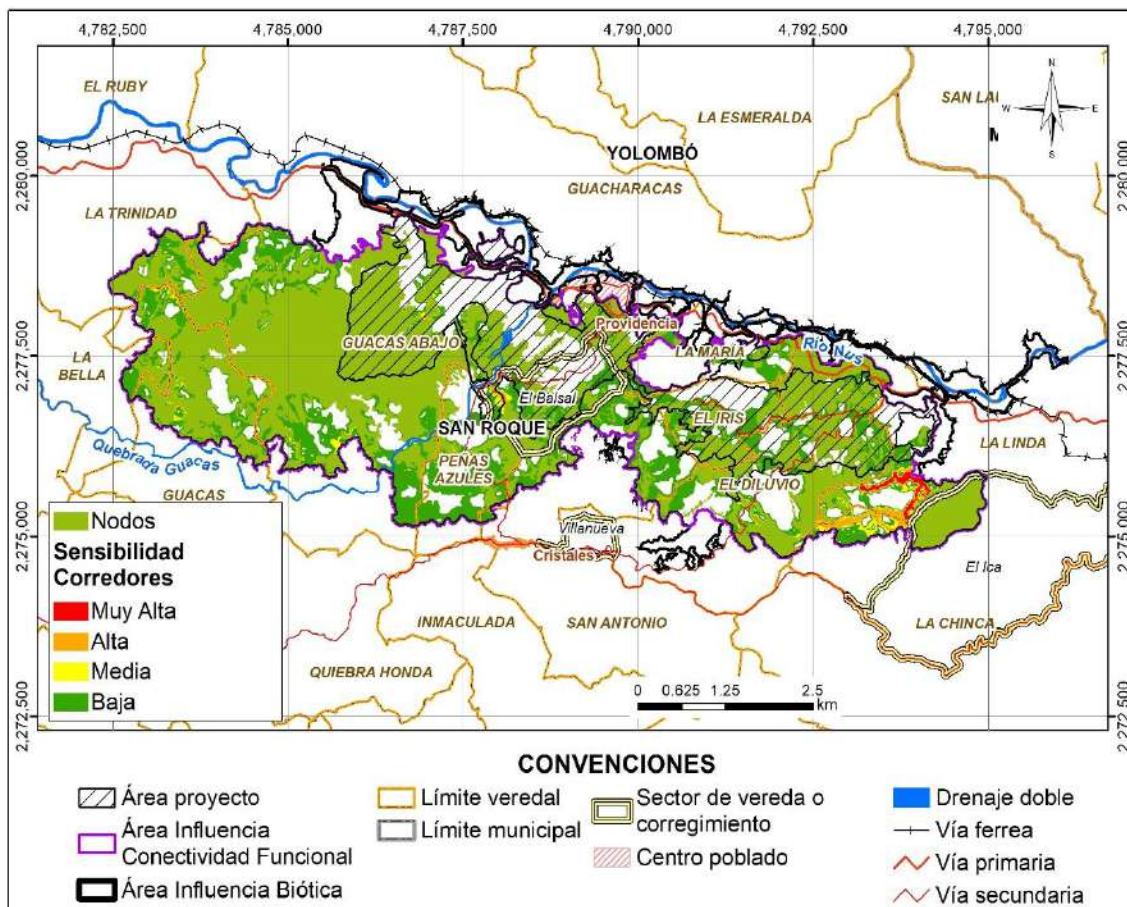 4,782,500 4,785,000 4,787,500 4,790,000 4,792,500 4,795,000
EL RUBY
SAN LAU
N
W E
S
LA ESMERALDA
YOLOMBÓ
2,280,000
2,280,000
GUACHARACAS
LA TRINIDAD
Providencia
2,277,500
2,277,500
GUACAS ABAJO
LA MARIA
Río Nus
LA
BELLA
El Balsal
EL IRIS
SAN ROQUE
LA LINDA
Quebrada Guacas
PEÑAS
AZULES
EL DILUVIO
GUACAS
Villanueva
2,275,000
2,275,000
Cristales
El Ica
INMACULADA
SAN ANTONIO
LA CHINCA
QUIEBRA HONDA
2,272,500
2,272,500
Nodos
Sensibilidad
Corredores
Muy Alta
Alta
Media
Baja
0 0.625 1.25 2.5
km
CONVENCIONES
Área proyecto
Área Influencia
Conectividad Funcional
Área Influencia Biótica
Límite veredal
Límite municipal
Sector de vereda o
corregimiento
Centro poblado
Drenaje doble
Vía ferrea
Vía primaria
Vía secundaria